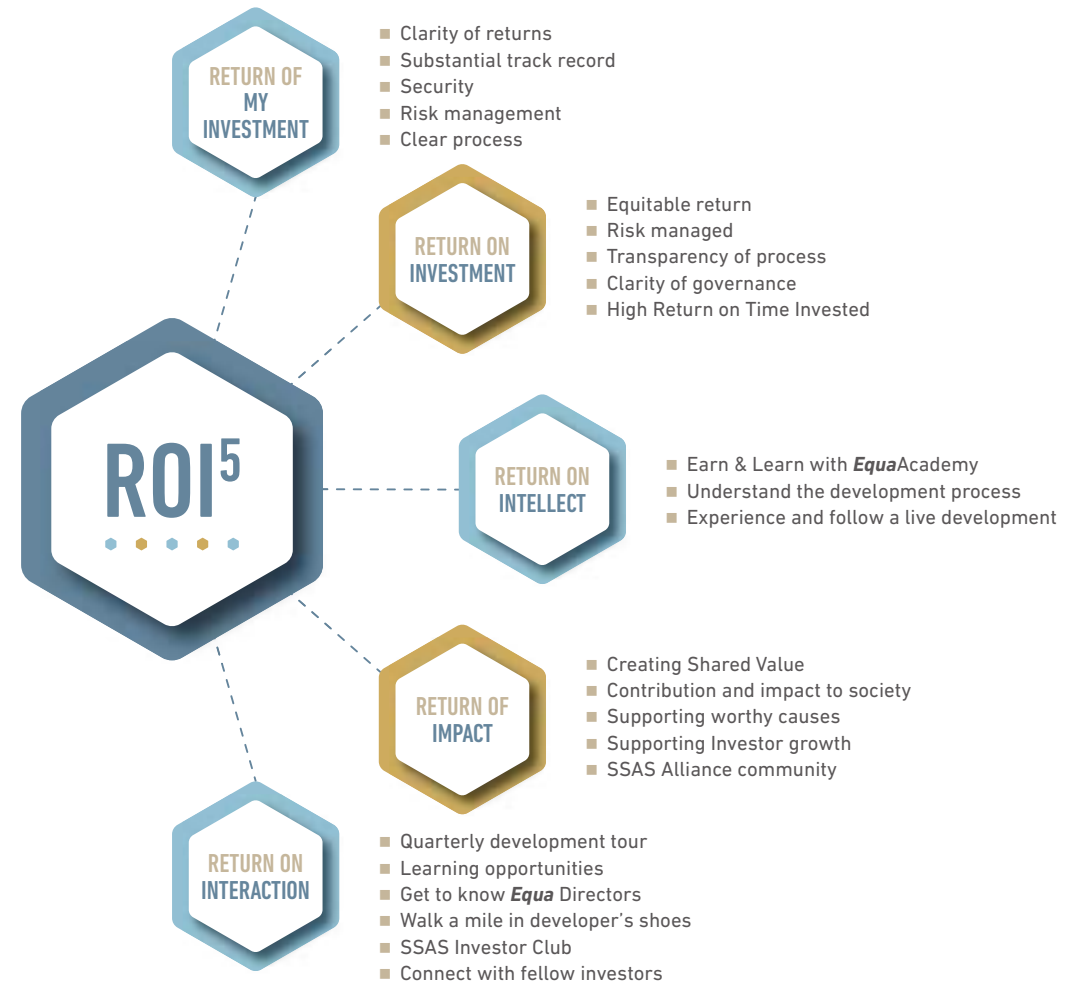 RETURN OF
MY
INVESTMENT
Clarity of returns
Substantial track record
Security
Risk management
Clear process
RETURN ON
INVESTMENT
Equitable return
Risk managed
Transparency of process
Clarity of governance
High Return on Time Invested
ROI⁵
RETURN ON
INTELLECT
Earn & Learn with EquaAcademy
Understand the development process
Experience and follow a live development
RETURN OF
IMPACT
Creating Shared Value
Contribution and impact to society
Supporting worthy causes
Supporting Investor growth
SSAS Alliance community
RETURN ON
INTERACTION
Quarterly development tour
Learning opportunities
Get to know Equa Directors
Walk a mile in developer's shoes
SSAS Investor Club
Connect with fellow investors